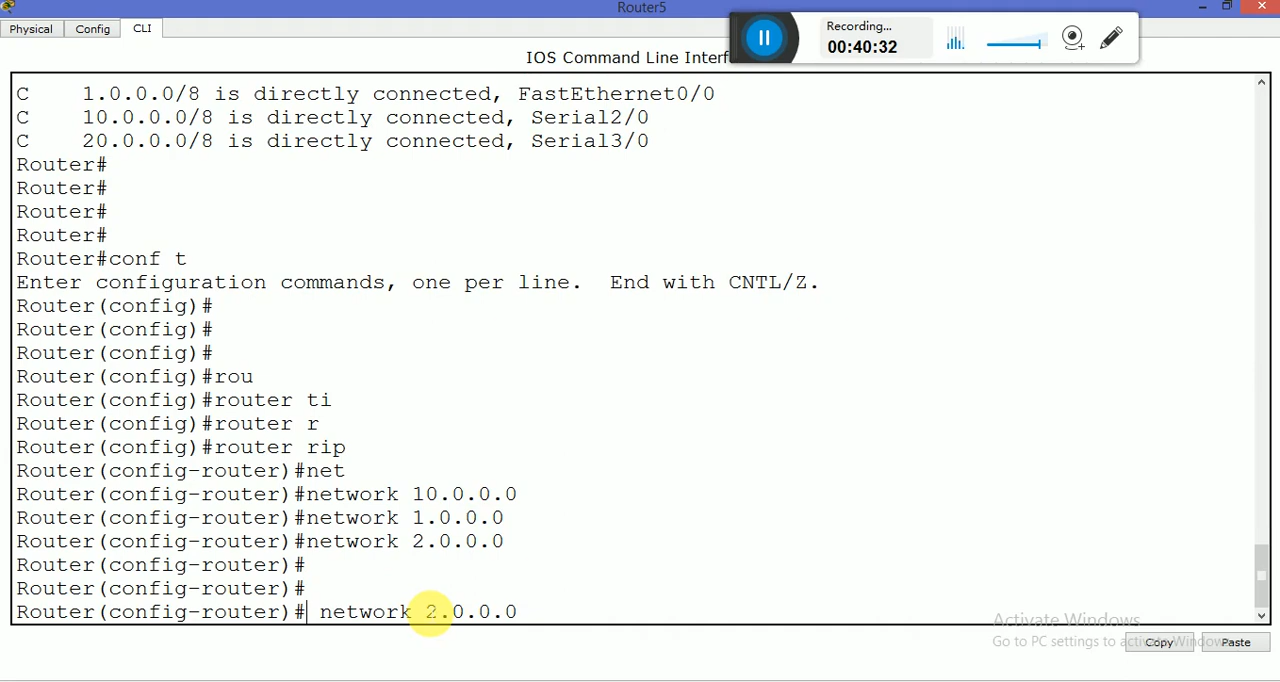 Router5
Physical Config CLI
Recording...
00:40:32
IOS Command Line Interf
C 1.0.0.0/8 is directly connected, FastEthernet0/0
C 10.0.0.0/8 is directly connected, Serial2/0
C 20.0.0.0/8 is directly connected, Serial3/0
Router#
Router#
Router#
Router#
Router#conf t
Enter configuration commands, one per line. End with CNTL/Z.
Router(config)#
Router(config)#
Router(config)#
Router(config)#rou
Router(config)#router ti
Router(config)#router r
Router(config)#router rip
Router(config-router)#net
Router(config-router)#network 10.0.0.0
Router(config-router)#network 1.0.0.0
Router(config-router)#network 2.0.0.0
Router(config-router)#
Router(config-router)#
Router(config-router)# network 2.0.0.0
Activate Windows
Go to PC settings to activate Windows.
Copy Paste